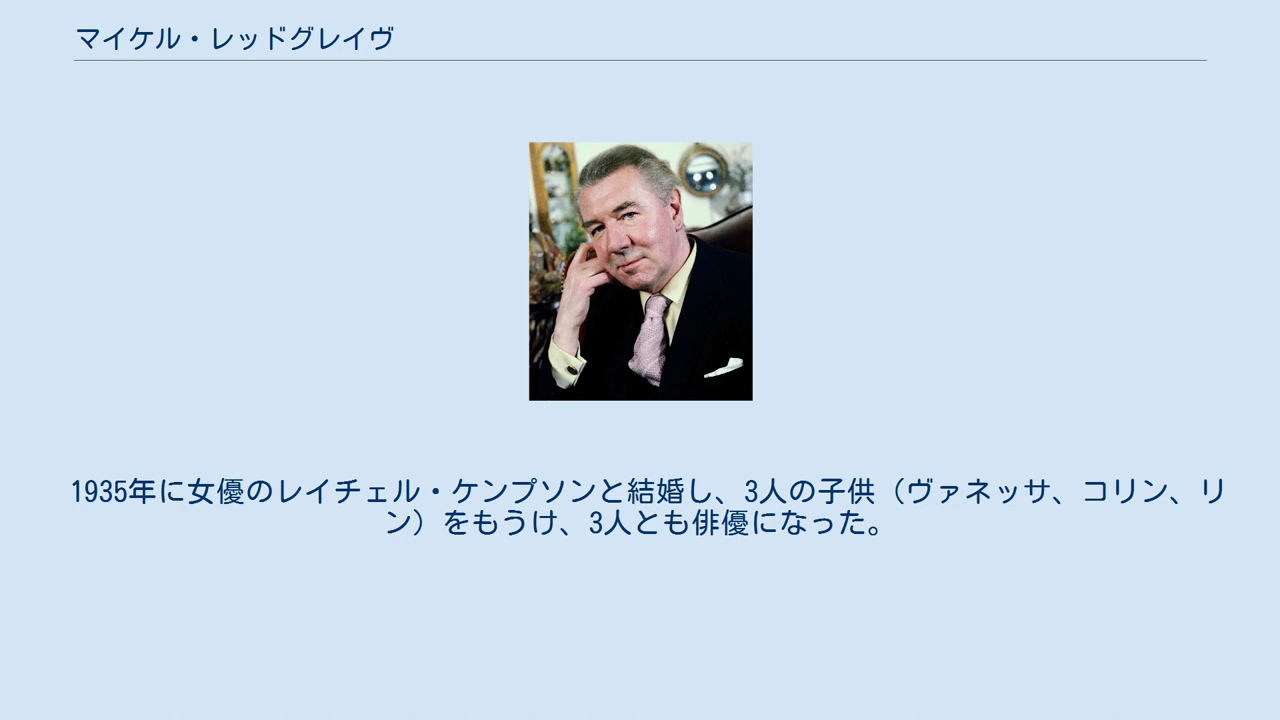 マイケル・レッドグレイヴ
1935年に女優のレイチェル・ケンプソンと結婚し、3人の子供（ヴァネッサ、コリン、リ
ン）をもうけ、3人とも俳優になった。